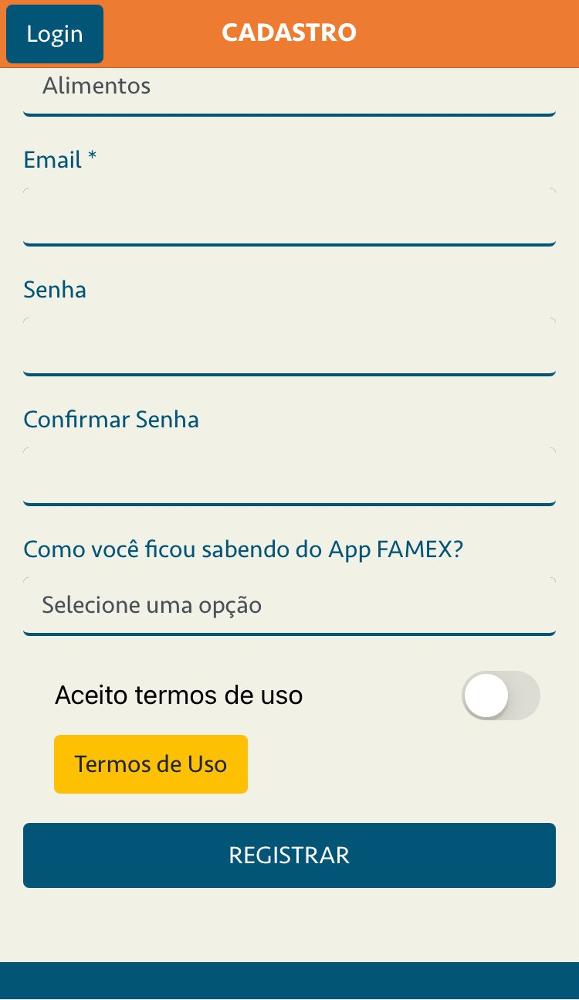 Login
CADASTRO
Alimentos
Email *
Senha
Confirmar Senha
Como você ficou sabendo do App FAMEX?
Selecione uma opção
Aceito termos de uso
Termos de Uso
REGISTRAR